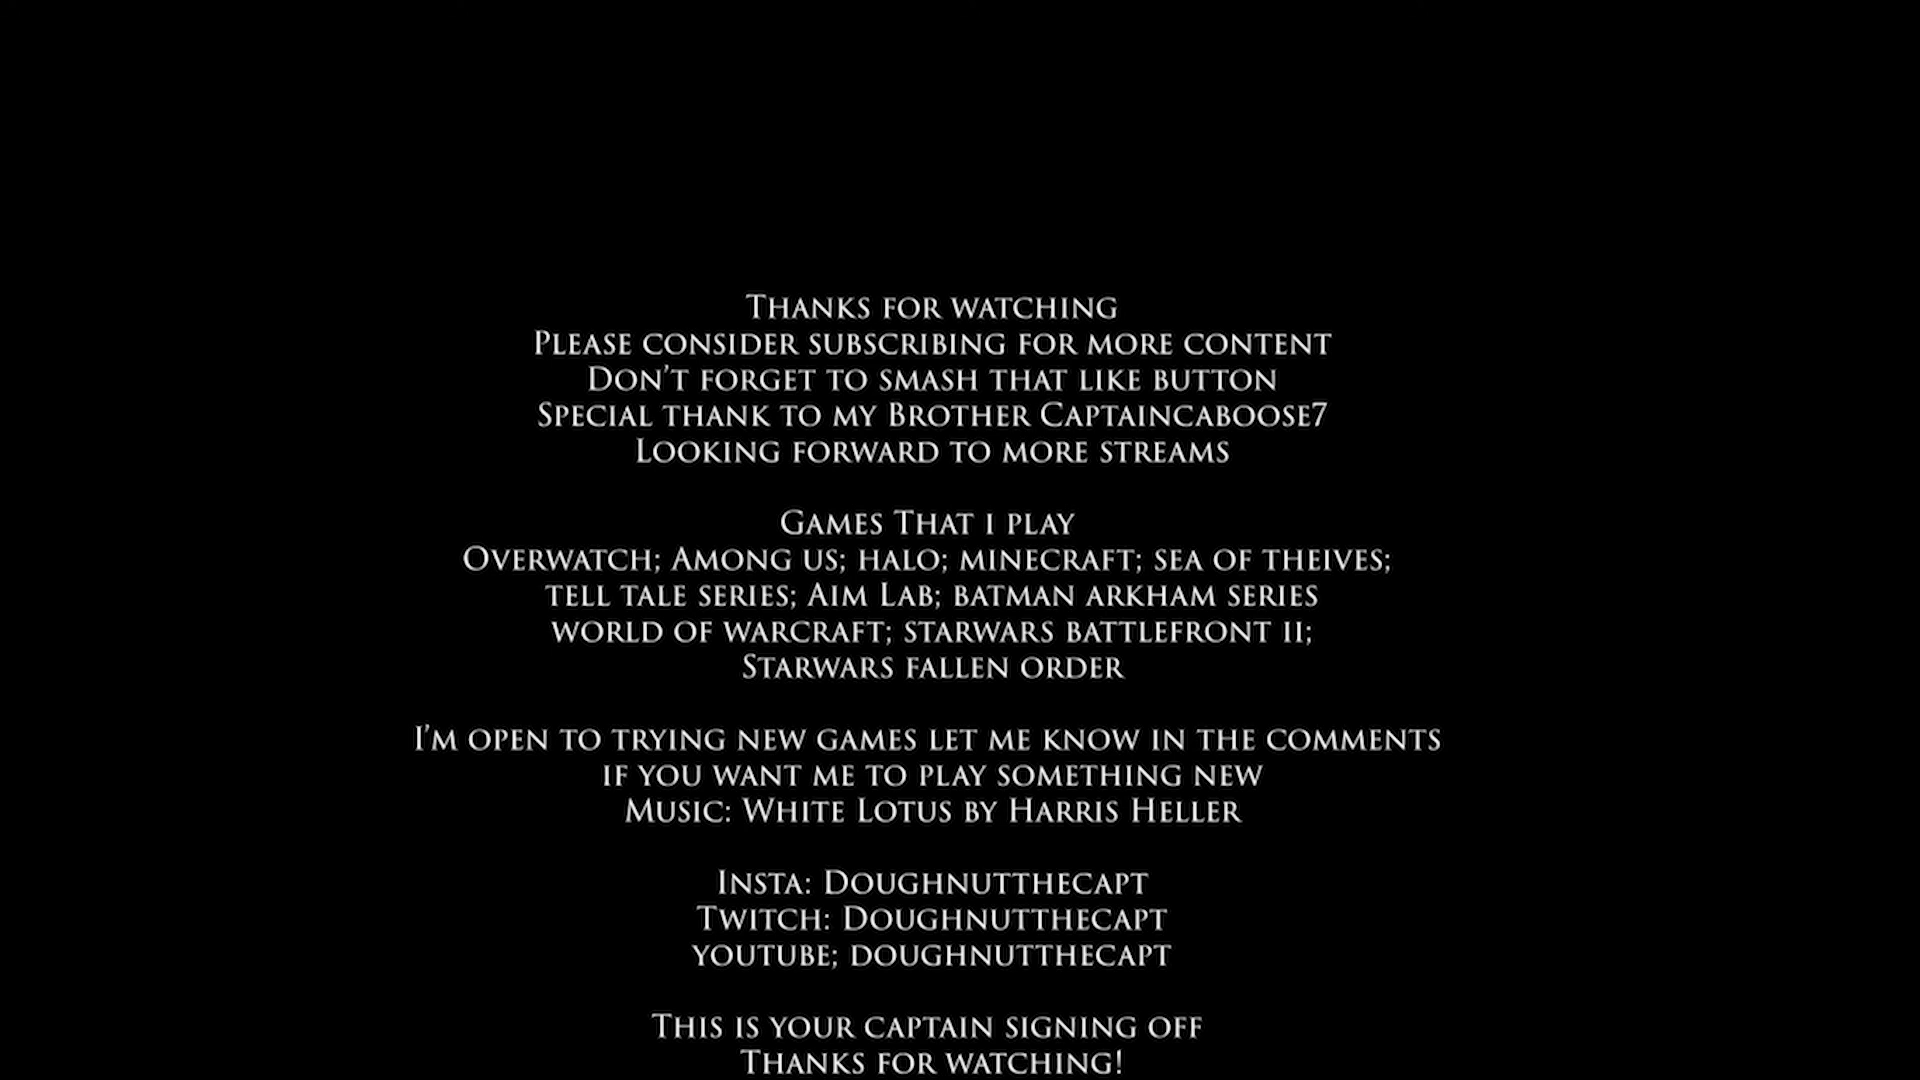 Thanks for watching
Please consider subscribing for more content
Don't forget to smash that like button
Special thank to my Brother Captaincaboose7
Looking forward to more streams
Games That i play
Overwatch; Among us; halo; minecraft; sea of theives;
tell tale series; Aim Lab; batman arkham series
world of warcraft; starwars battlefront ii;
Starwars fallen order
I'm open to trying new games let me know in the comments
if you want me to play something new
Music: White Lotus by Harris Heller
Insta: Doughnutthecapt
Twitch: Doughnutthecapt
youtube; doughnutthecapt
This is your captain signing off
Thanks for watching!